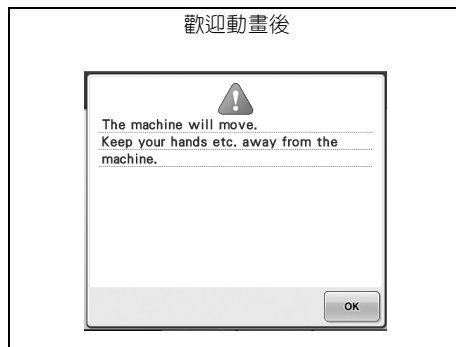 歡迎動畫後
The machine will move.
Keep your hands etc. away from the
machine.
OK